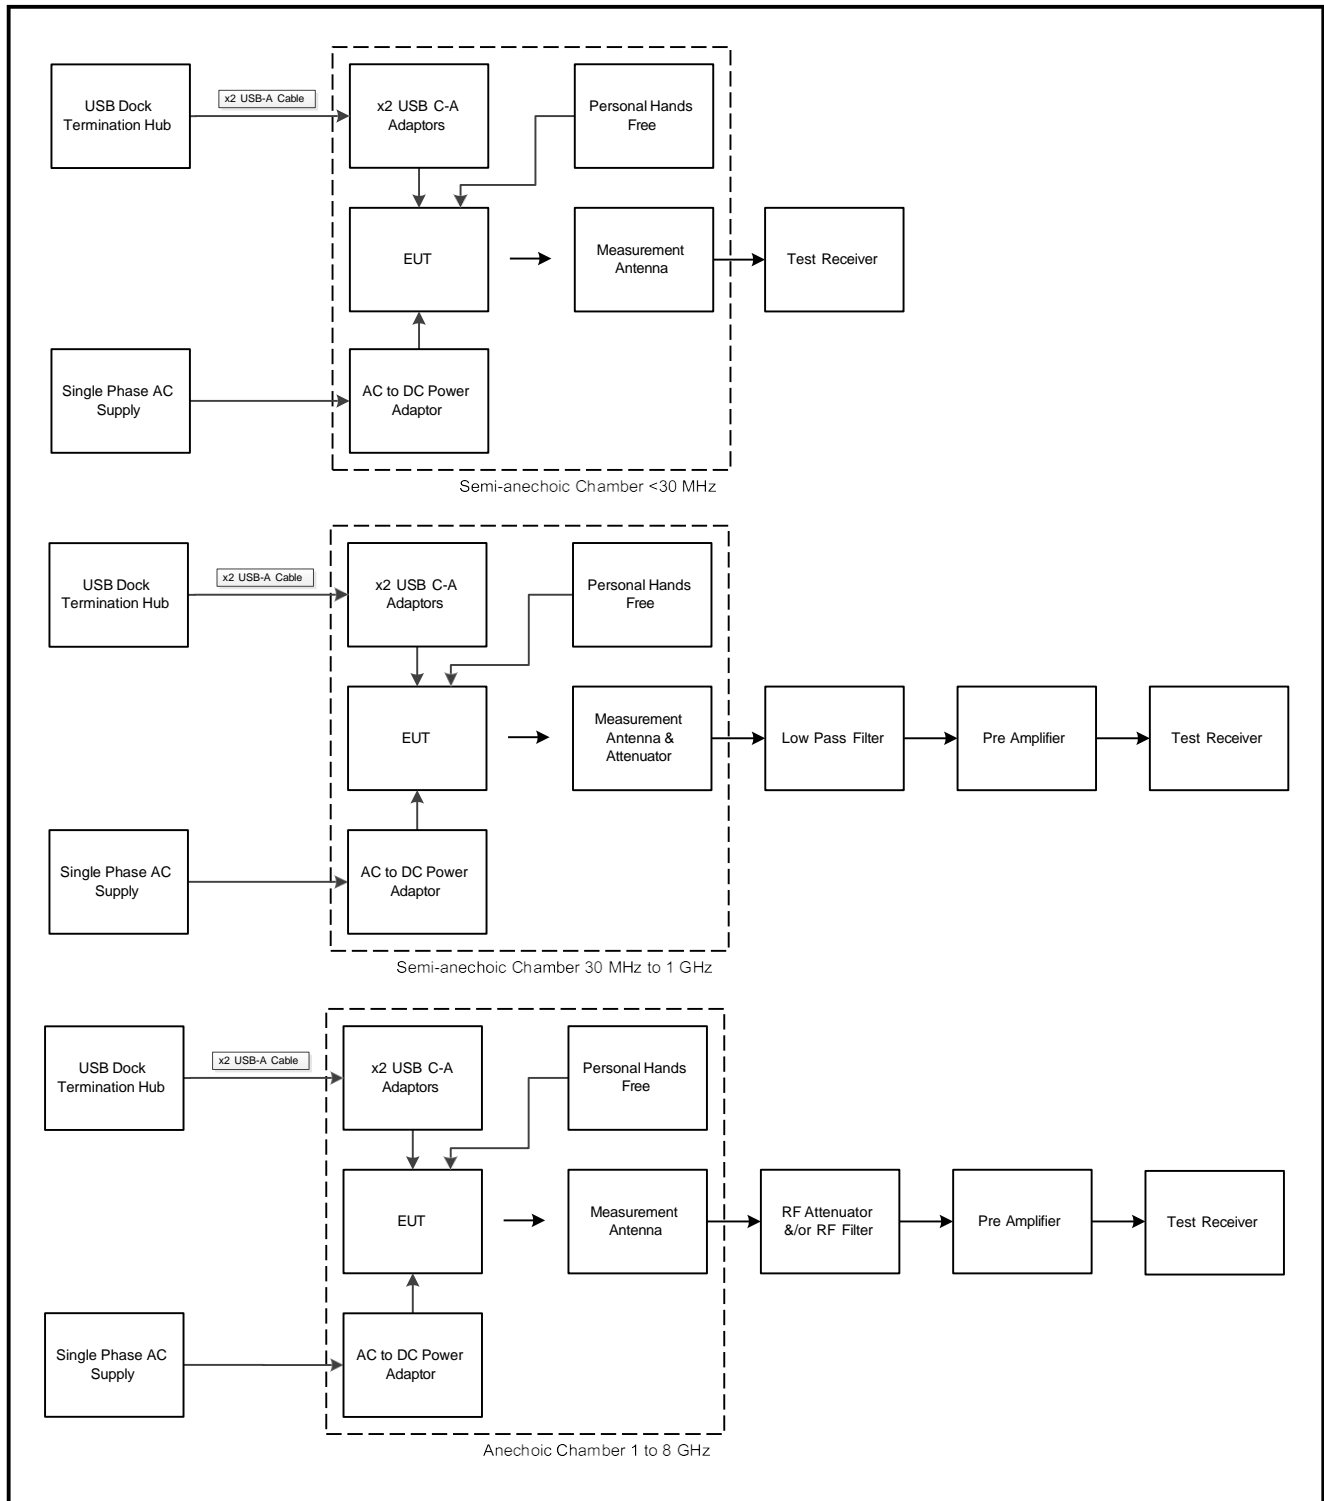 USB Dock
Termination Hub
x2 USB-A Cable
x2 USB C-A
Adaptors
Personal Hands
Free
EUT
Measurement
Antenna
Test Receiver
Single Phase AC
Supply
AC to DC Power
Adaptor
Semi-anechoic Chamber <30 MHz
USB Dock
Termination Hub
x2 USB-A Cable
x2 USB C-A
Adaptors
Personal Hands
Free
EUT
Measurement
Antenna &
Attenuator
Low Pass Filter
Pre Amplifier
Test Receiver
Single Phase AC
Supply
AC to DC Power
Adaptor
Semi-anechoic Chamber 30 MHz to 1 GHz
USB Dock
Termination Hub
x2 USB-A Cable
x2 USB C-A
Adaptors
Personal Hands
Free
EUT
Measurement
Antenna
RF Attenuator
&/or RF Filter
Pre Amplifier
Test Receiver
Single Phase AC
Supply
AC to DC Power
Adaptor
Anechoic Chamber 1 to 8 GHz